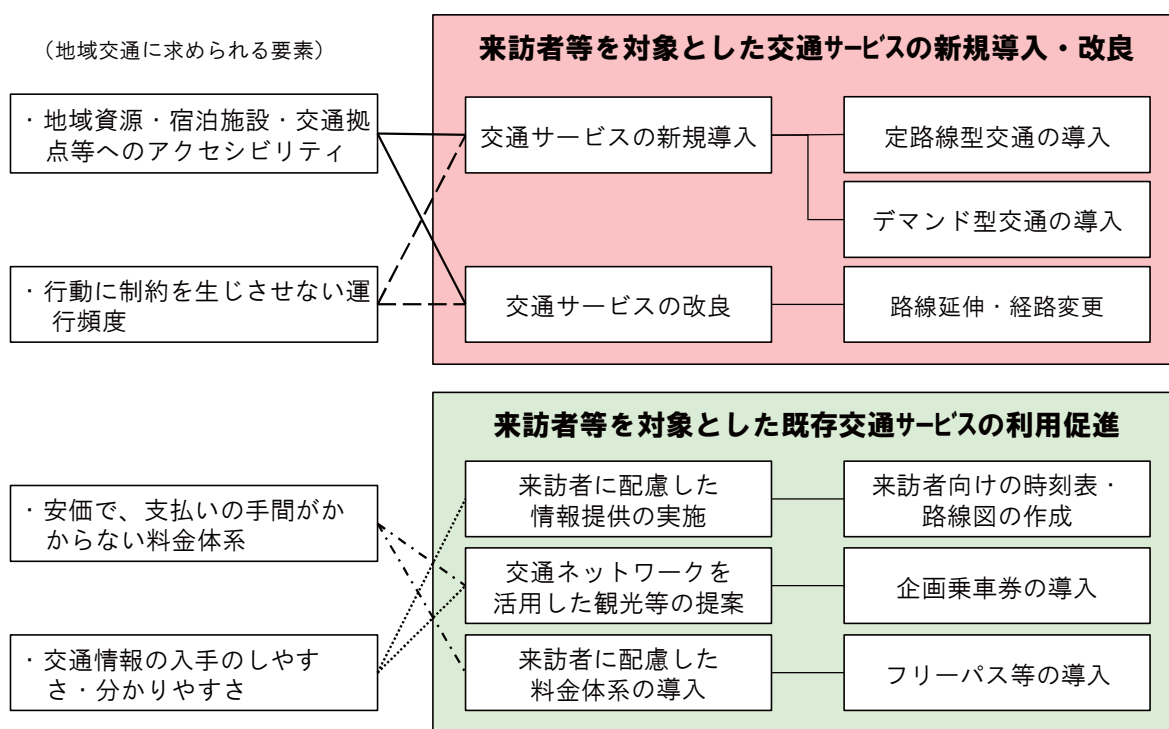 （地域交通に求められる要素）
・地域資源・宿泊施設・交通拠
点等へのアクセシビリティ
・行動に制約を生じさせない運
行頻度
来訪者等を対象とした交通サービスの新規導入・改良
交通サービスの新規導入
定路線型交通の導入
デマンド型交通の導入
交通サービスの改良
路線延伸・経路変更
・安価で、支払いの手間がか
からない料金体系
・交通情報の入手のしやす
さ・分かりやすさ
来訪者等を対象とした既存交通サービスの利用促進
来訪者に配慮した
情報提供の実施
来訪者向けの時刻表・
路線図の作成
交通ネットワークを
活用した観光等の提案
企画乗車券の導入
来訪者に配慮した
料金体系の導入
フリーパス等の導入